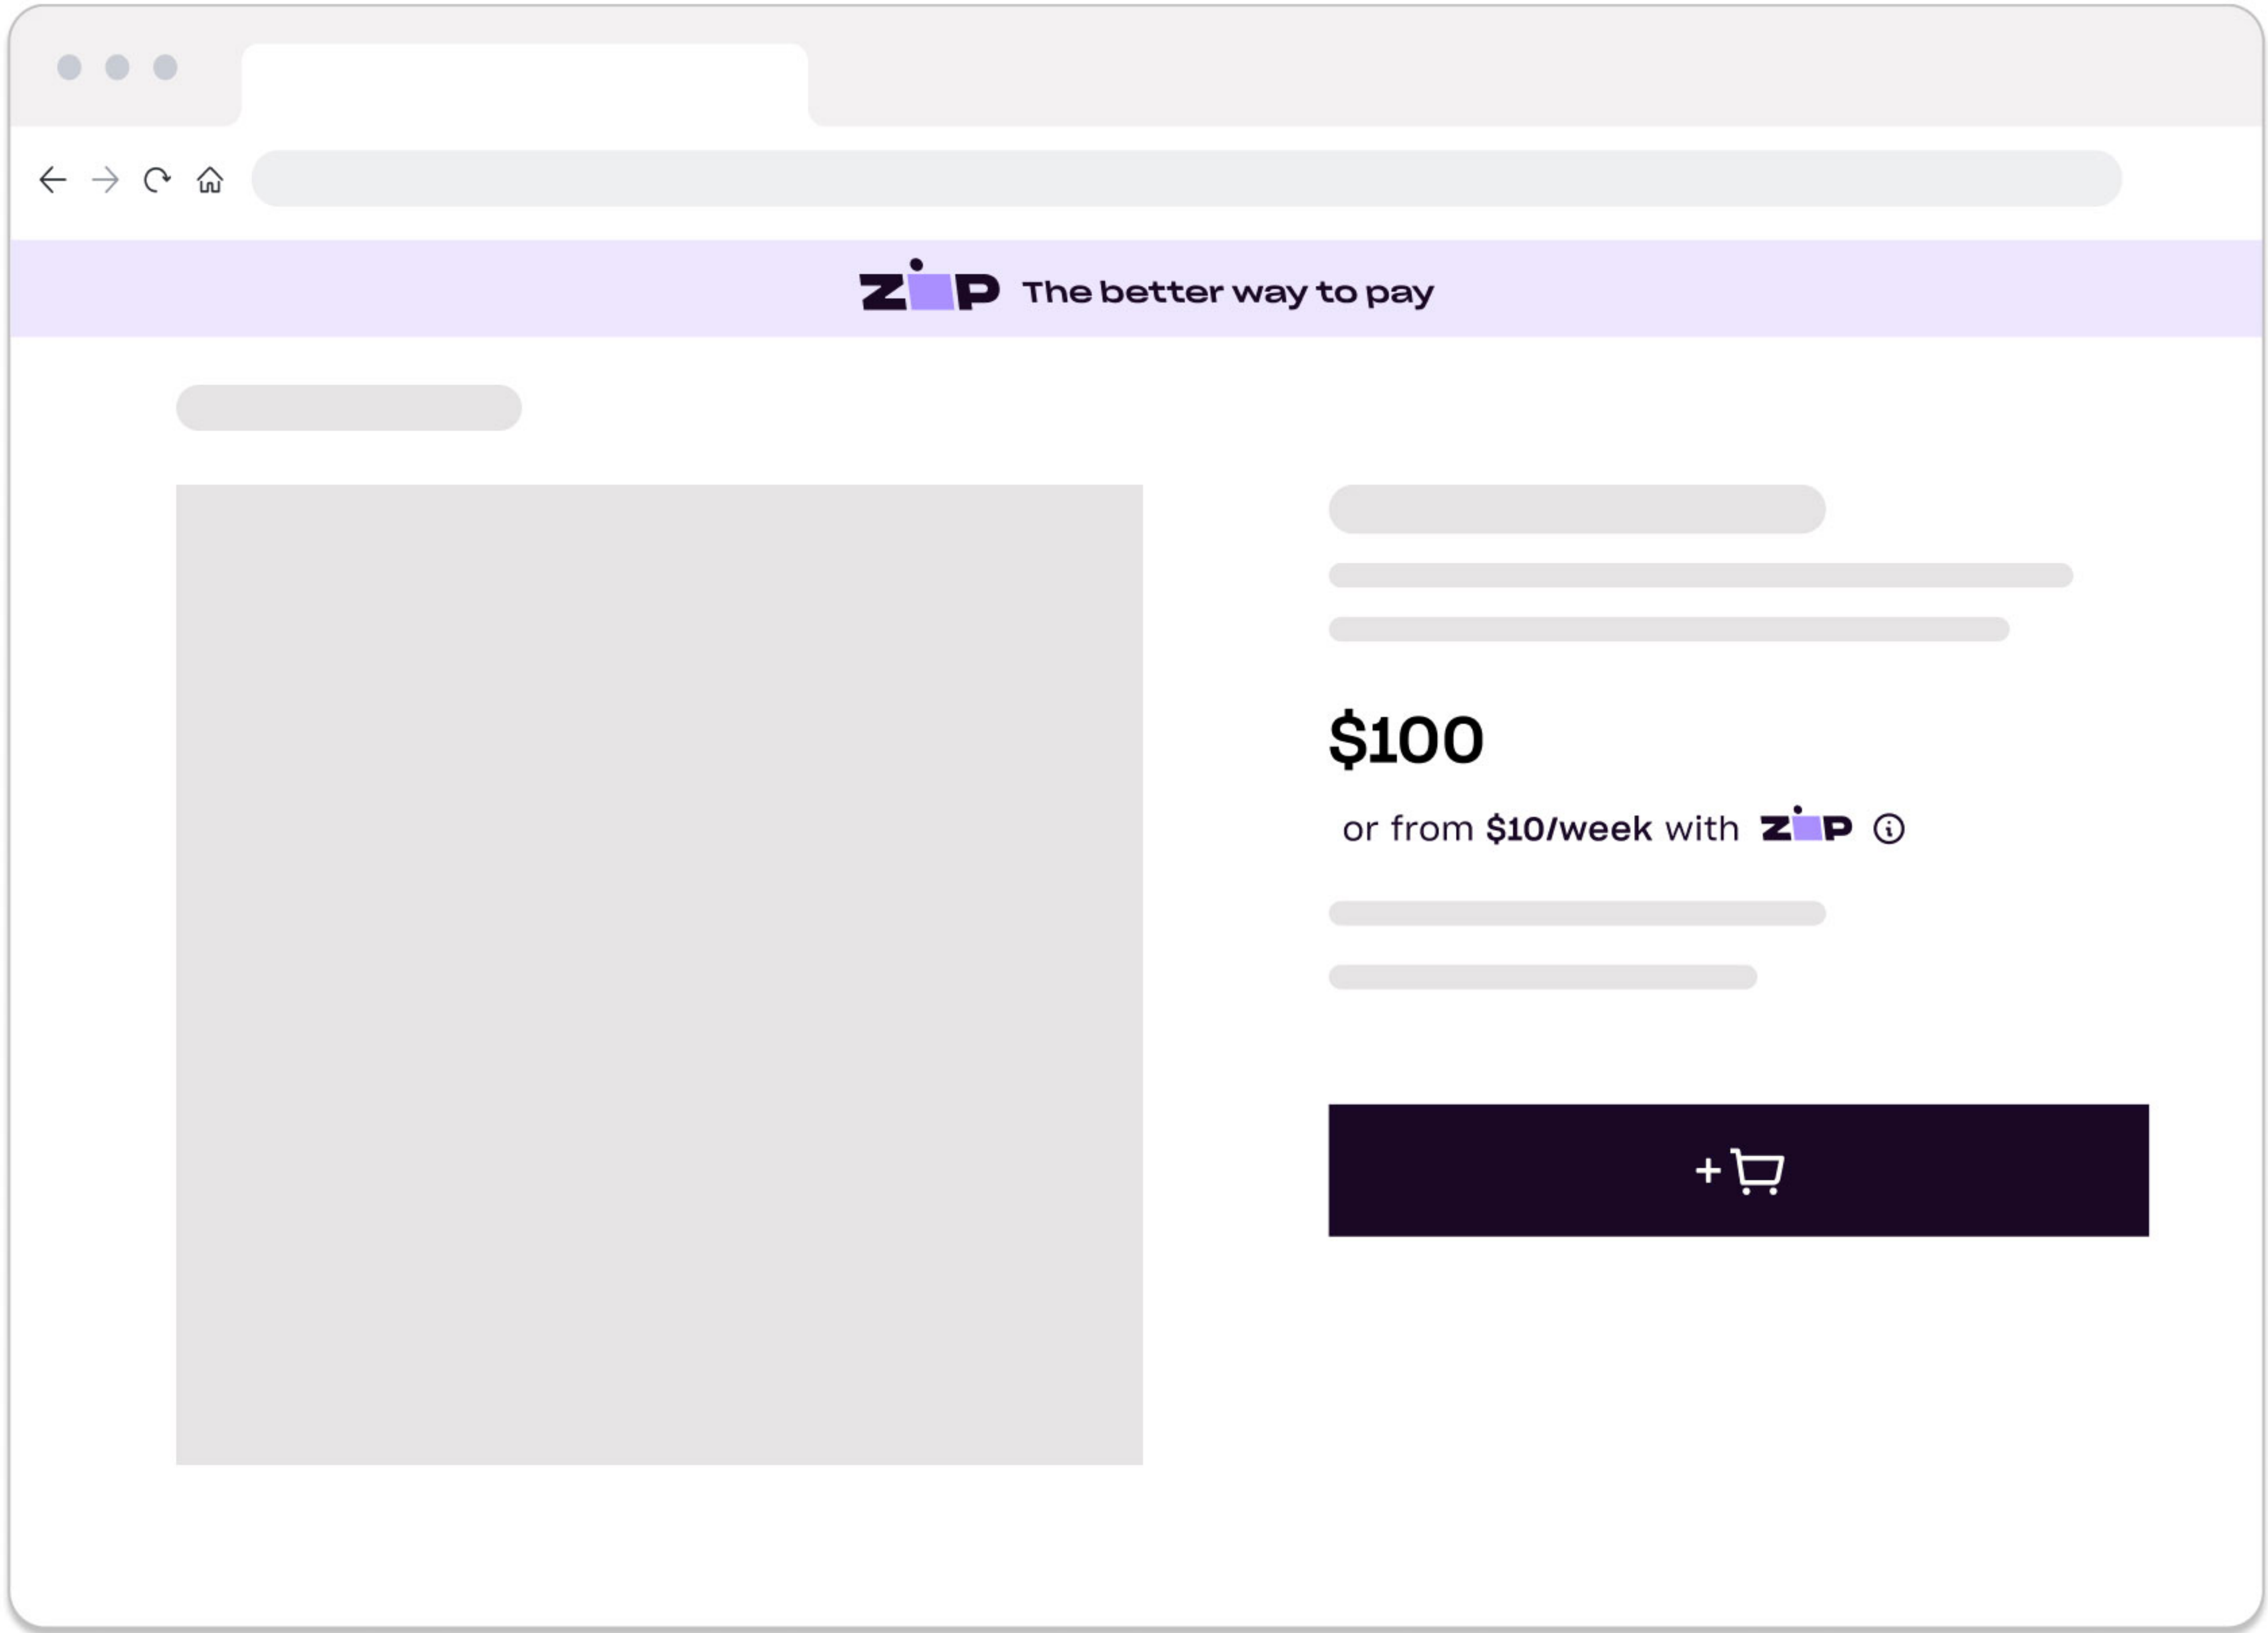 zip The better way to pay
$100
or from $10/week with zip